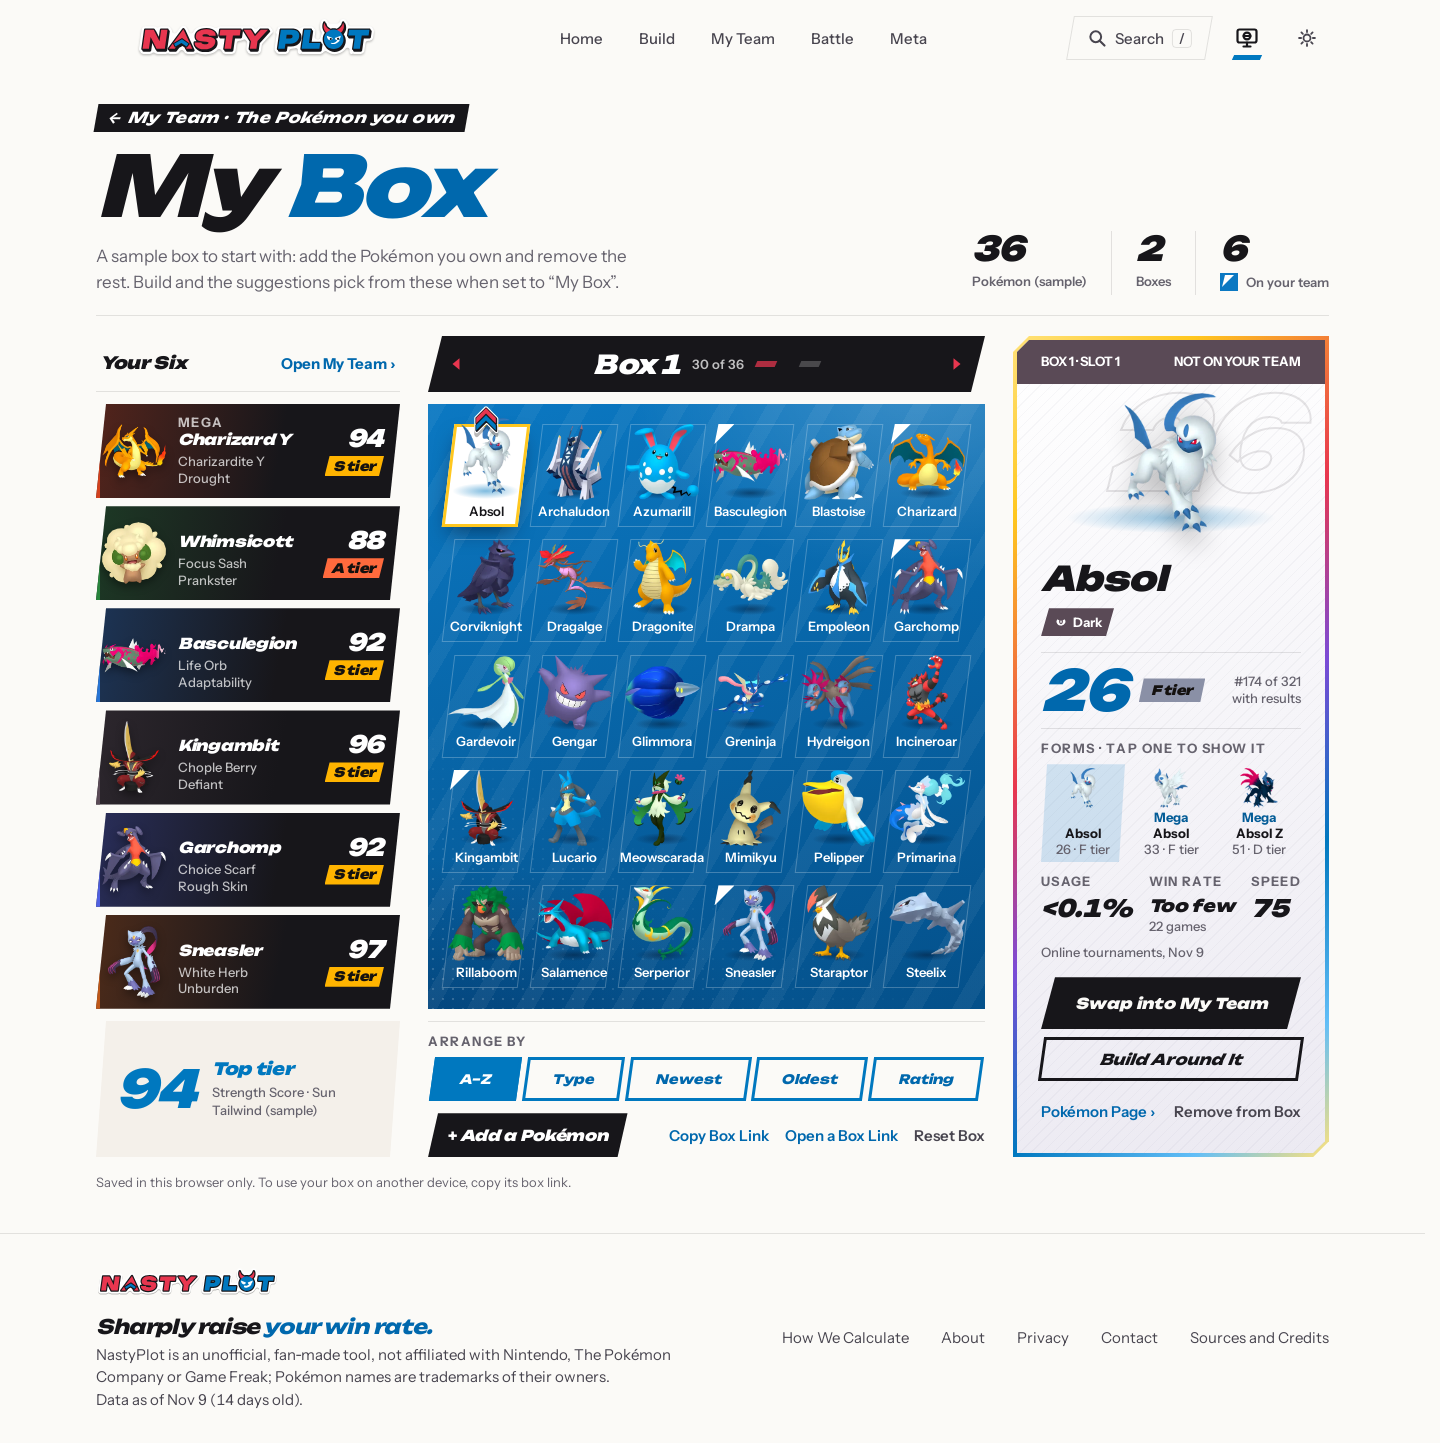 NASTY PLOT
Home
Build
My Team
Battle
Meta
Search /
← My Team · The Pokémon you own
My Box
A sample box to start with: add the Pokémon you own and remove the
rest. Build and the suggestions pick from these when set to “My Box”.
36
Pokémon (sample)
2
Boxes
6
On your team
Your Six
Open My Team ›
MEGA
Charizard Y
Charizardite Y
Drought
94
S tier
Whimsicott
Focus Sash
Prankster
88
A tier
Basculegion
Life Orb
Adaptability
92
S tier
Kingambit
Chople Berry
Defiant
96
S tier
Garchomp
Choice Scarf
Rough Skin
92
S tier
Sneasler
White Herb
Unburden
97
S tier
94
Top tier
Strength Score · Sun
Tailwind (sample)
Box 1 30 of 36
Absol
Archaludon
Azumarill
Basculegion
Blastoise
Charizard
Corviknight
Dragalge
Dragonite
Drampa
Empoleon
Garchomp
Gardevoir
Gengar
Glimmora
Greninja
Hydreigon
Incineroar
Kingambit
Lucario
Meowscarada
Mimikyu
Pelipper
Primarina
Rillaboom
Salamence
Serperior
Sneasler
Staraptor
Steelix
ARRANGE BY
A–Z
Type
Newest
Oldest
Rating
+ Add a Pokémon
Copy Box Link
Open a Box Link
Reset Box
BOX 1 · SLOT 1
NOT ON YOUR TEAM
26
Absol
Dark
26
F tier
#174 of 321
with results
FORMS · TAP ONE TO SHOW IT
Absol
26 · F tier
Mega
Absol
33 · F tier
Mega
Absol Z
51 · D tier
USAGE
<0.1%
WIN RATE
Too few
22 games
SPEED
75
Online tournaments, Nov 9
Swap into My Team
Build Around It
Pokémon Page ›
Remove from Box
Saved in this browser only. To use your box on another device, copy its box link.
NASTY PLOT
Sharply raise your win rate.
NastyPlot is an unofficial, fan-made tool, not affiliated with Nintendo, The Pokémon
Company or Game Freak; Pokémon names are trademarks of their owners.
Data as of Nov 9 (14 days old).
How We Calculate
About
Privacy
Contact
Sources and Credits